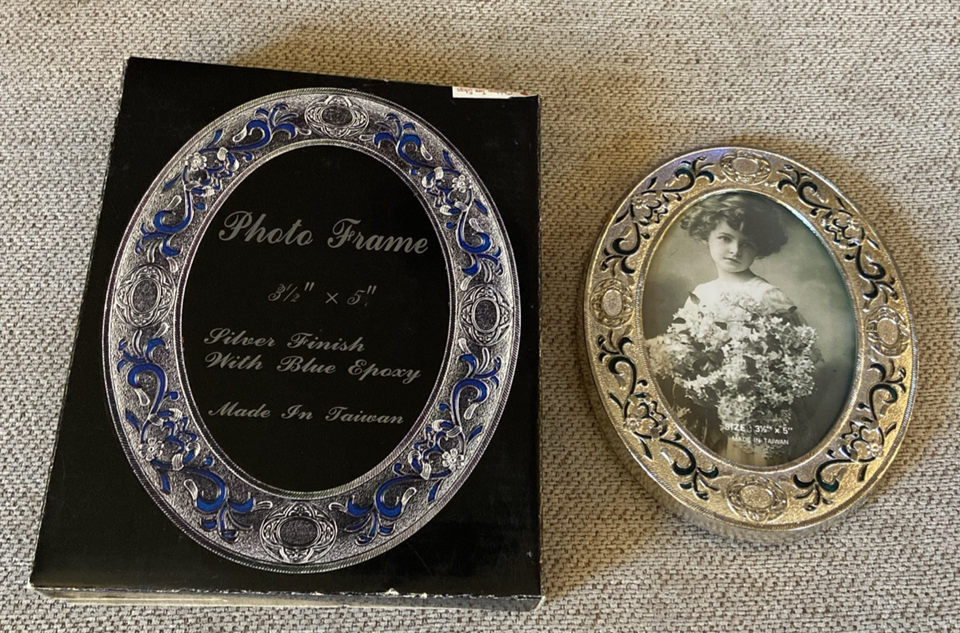 Photo Frame
3½" × 5"
Silver Finish
With Blue Epoxy
Made In Taiwan
SIZE: 3½" x 5"
MADE IN TAIWAN